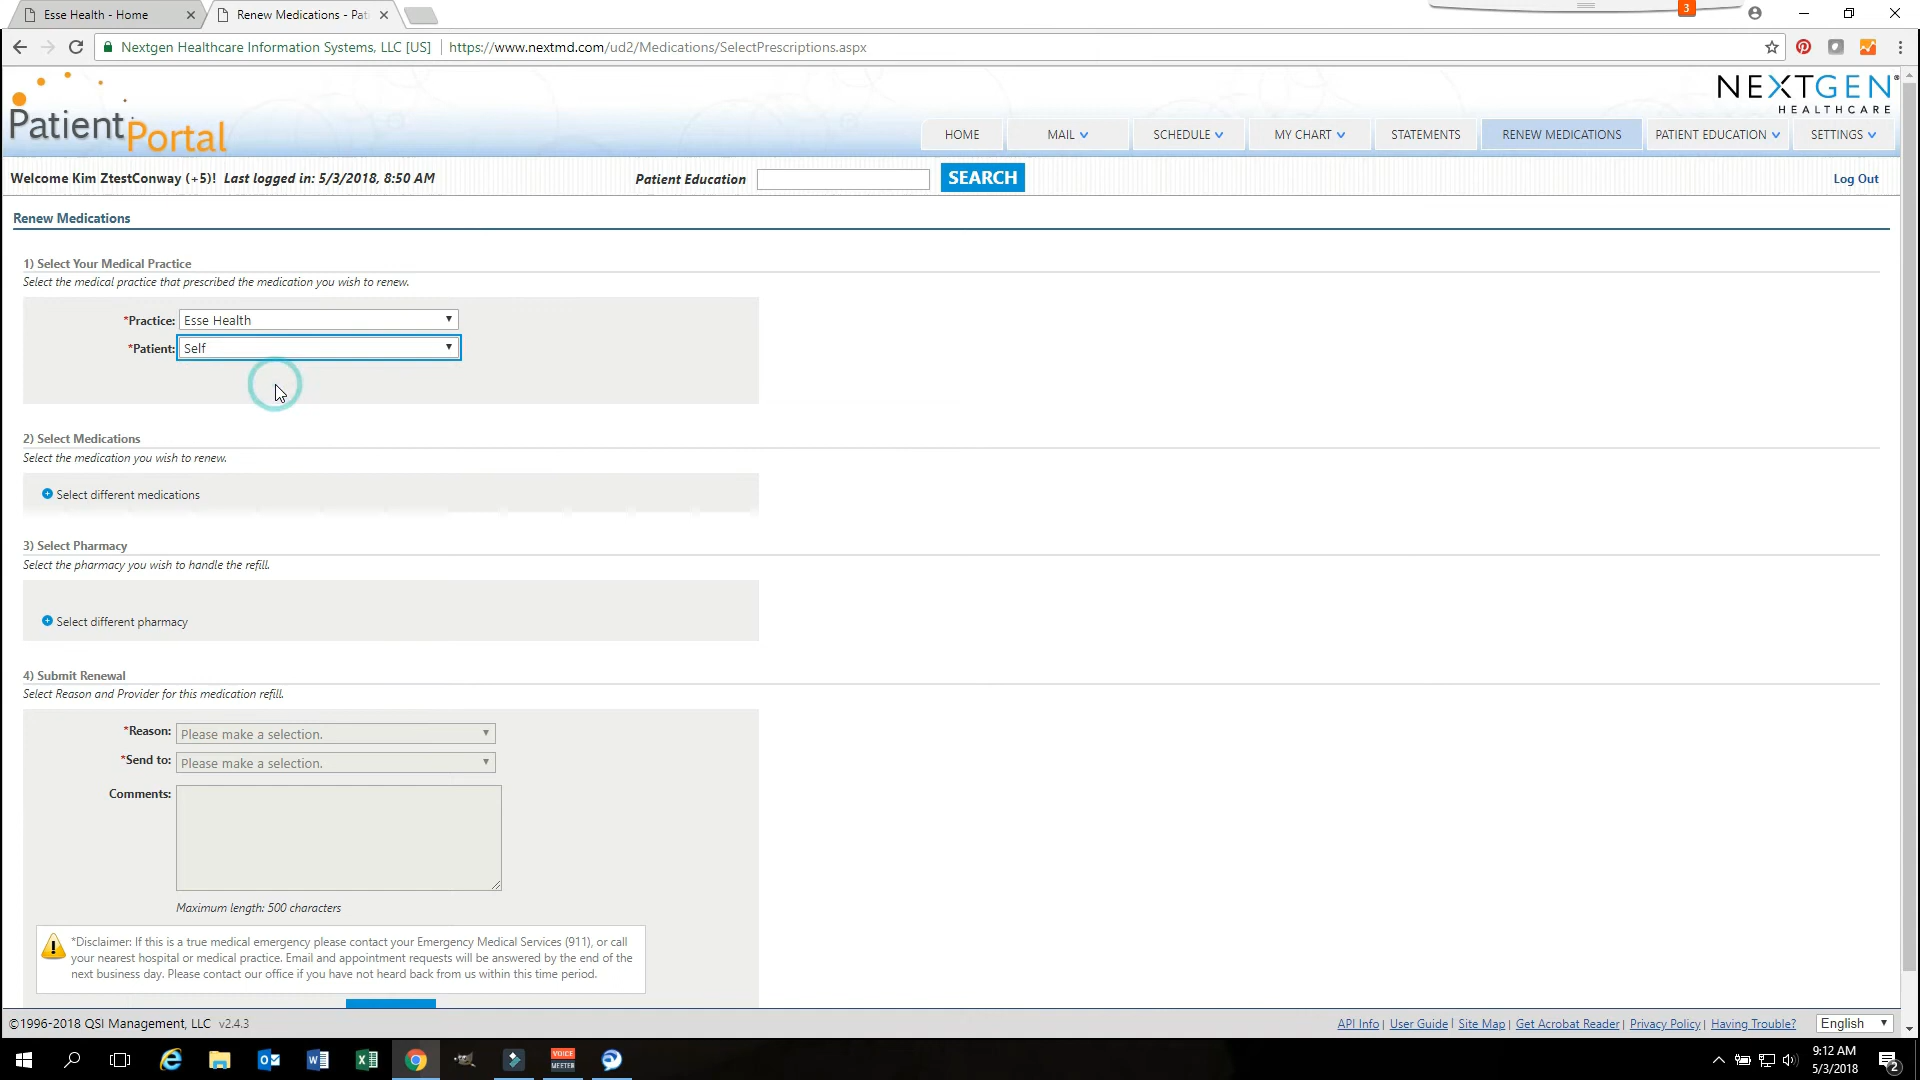 Esse Health - Home
Renew Medications - Pat
3
Nextgen Healthcare Information Systems, LLC [US]
https://www.nextmd.com/ud2/Medications/SelectPrescriptions.aspx
PatientPortal
NEXTGEN
HEALTHCARE
HOME
MAIL
SCHEDULE
MY CHART
STATEMENTS
RENEW MEDICATIONS
PATIENT EDUCATION
SETTINGS
Welcome Kim ZtestConway (+5)! Last logged in: 5/3/2018, 8:50 AM
Patient Education
SEARCH
Log Out
Renew Medications
1) Select Your Medical Practice
Select the medical practice that prescribed the medication you wish to renew.
*Practice: Esse Health
*Patient: Self
2) Select Medications
Select the medication you wish to renew.
Select different medications
3) Select Pharmacy
Select the pharmacy you wish to handle the refill.
Select different pharmacy
4) Submit Renewal
Select Reason and Provider for this medication refill.
*Reason: Please make a selection.
*Send to: Please make a selection.
Comments:
Maximum length: 500 characters
*Disclaimer: If this is a true medical emergency please contact your Emergency Medical Services (911), or call
your nearest hospital or medical practice. Email and appointment requests will be answered by the end of the
next business day. Please contact our office if you have not heard back from us within this time period.
©1996-2018 QSI Management, LLC v2.4.3
API Info | User Guide | Site Map | Get Acrobat Reader | Privacy Policy | Having Trouble?
English
VOICE
MEETER
9:12 AM
5/3/2018
2